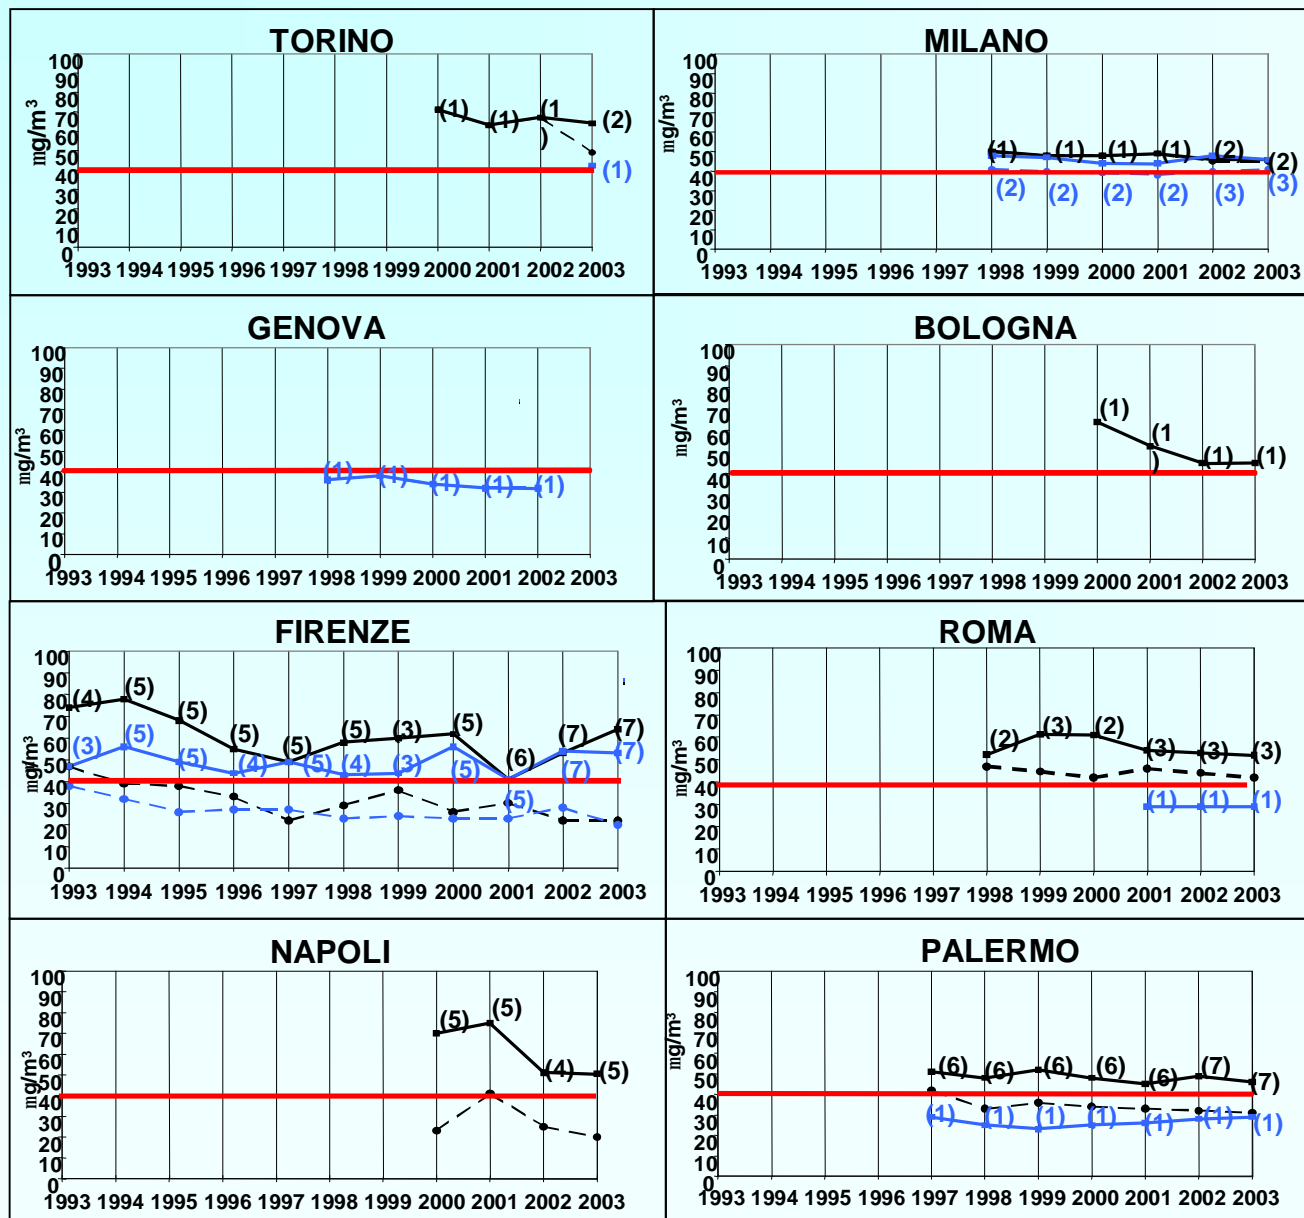 TORINO
100
90
80
70
60
50
40
30
20
10
0
mg/m³
(1)
(1)
(1
)
(2)
(1)
1993 1994 1995 1996 1997 1998 1999 2000 2001 2002 2003
MILANO
100
90
80
70
60
50
40
30
20
10
0
mg/m³
(1) (1) (1) (1) (2) (2)
(2) (2) (2) (2) (3) (3)
1993 1994 1995 1996 1997 1998 1999 2000 2001 2002 2003
GENOVA
100
90
80
70
60
50
40
30
20
10
0
mg/m³
(1) (1) (1) (1) (1)
1993 1994 1995 1996 1997 1998 1999 2000 2001 2002 2003
BOLOGNA
100
90
80
70
60
50
40
30
20
10
0
mg/m³
(1)
(1
)
(1) (1)
1993 1994 1995 1996 1997 1998 1999 2000 2001 2002 2003
FIRENZE
100
90
80
70
60
50
40
30
20
10
0
mg/m³
(4) (5) (5) (5) (5) (5) (3) (5) (6) (7) (7)
(3) (5) (5) (4) (5) (4) (3) (5) (5) (7) (7)
1993 1994 1995 1996 1997 1998 1999 2000 2001 2002 2003
ROMA
100
90
80
70
60
50
40
30
20
10
0
mg/m³
(2) (3) (2) (3) (3) (3)
(1) (1) (1)
1993 1994 1995 1996 1997 1998 1999 2000 2001 2002 2003
NAPOLI
100
90
80
70
60
50
40
30
20
10
0
mg/m³
(5) (5) (4) (5)
1993 1994 1995 1996 1997 1998 1999 2000 2001 2002 2003
PALERMO
100
90
80
70
60
50
40
30
20
10
0
mg/m³
(6) (6) (6) (6) (6) (7) (7)
(1) (1) (1) (1) (1) (1) (1)
1993 1994 1995 1996 1997 1998 1999 2000 2001 2002 2003